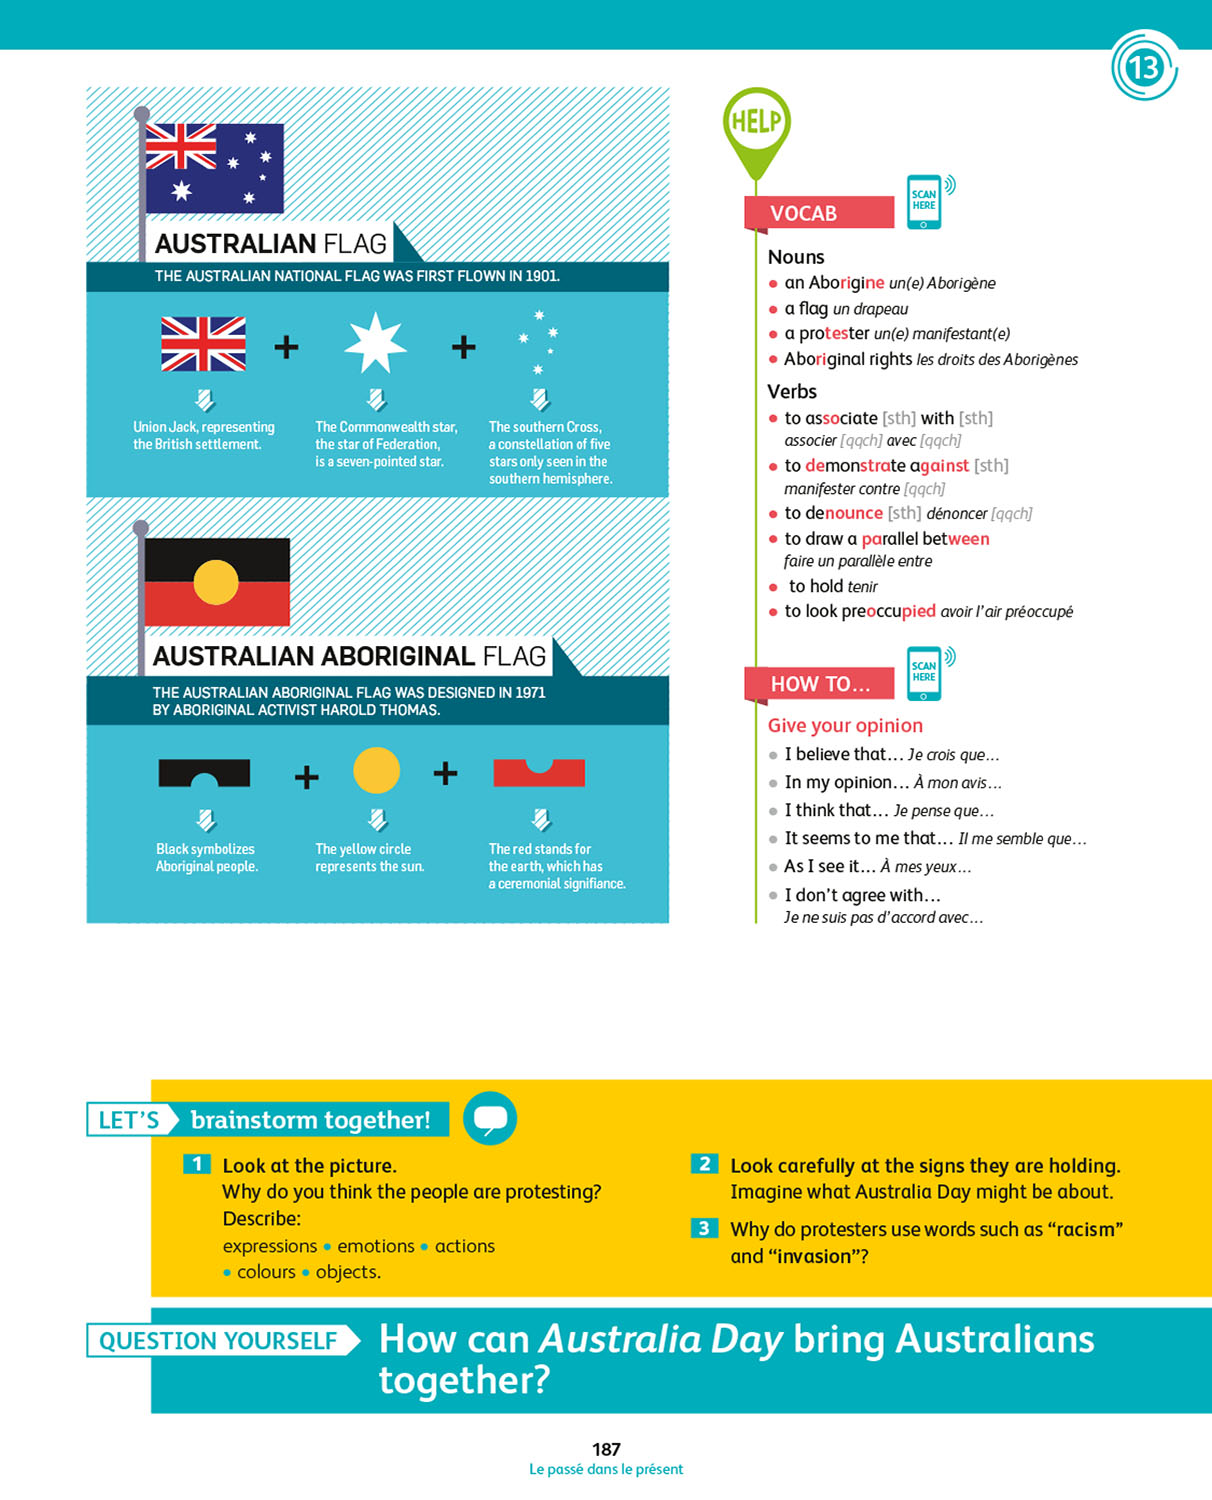 13
AUSTRALIAN FLAG
THE AUSTRALIAN NATIONAL FLAG WAS FIRST FLOWN IN 1901.
+
+
Union Jack, representing
the British settlement.
The Commonwealth star,
the star of Federation,
is a seven-pointed star.
The southern Cross,
a constellation of five
stars only seen in the
southern hemisphere.
AUSTRALIAN ABORIGINAL FLAG
THE AUSTRALIAN ABORIGINAL FLAG WAS DESIGNED IN 1971
BY ABORIGINAL ACTIVIST HAROLD THOMAS.
+
+
Black symbolizes
Aboriginal people.
The yellow circle
represents the sun.
The red stands for
the earth, which has
a ceremonial signifiance.
HELP
VOCAB
SCAN
HERE
Nouns
• an Aborigine un(e) Aborigène
• a flag un drapeau
• a protester un(e) manifestant(e)
• Aboriginal rights les droits des Aborigènes
Verbs
• to associate [sth] with [sth]
associer [qqch] avec [qqch]
• to demonstrate against [sth]
manifester contre [qqch]
• to denounce [sth] dénoncer [qqch]
• to draw a parallel between
faire un parallèle entre
• to hold tenir
• to look preoccupied avoir l'air préoccupé
HOW TO...
SCAN
HERE
Give your opinion
• I believe that... Je crois que...
• In my opinion... À mon avis...
• I think that... Je pense que...
• It seems to me that... Il me semble que...
• As I see it... À mes yeux...
• I don't agree with...
Je ne suis pas d'accord avec...
LET'S brainstorm together!
1 Look at the picture.
Why do you think the people are protesting?
Describe:
expressions • emotions • actions
• colours • objects.
2 Look carefully at the signs they are holding.
Imagine what Australia Day might be about.
3 Why do protesters use words such as "racism"
and "invasion"?
QUESTION YOURSELF
How can Australia Day bring Australians
together?
187
Le passé dans le présent